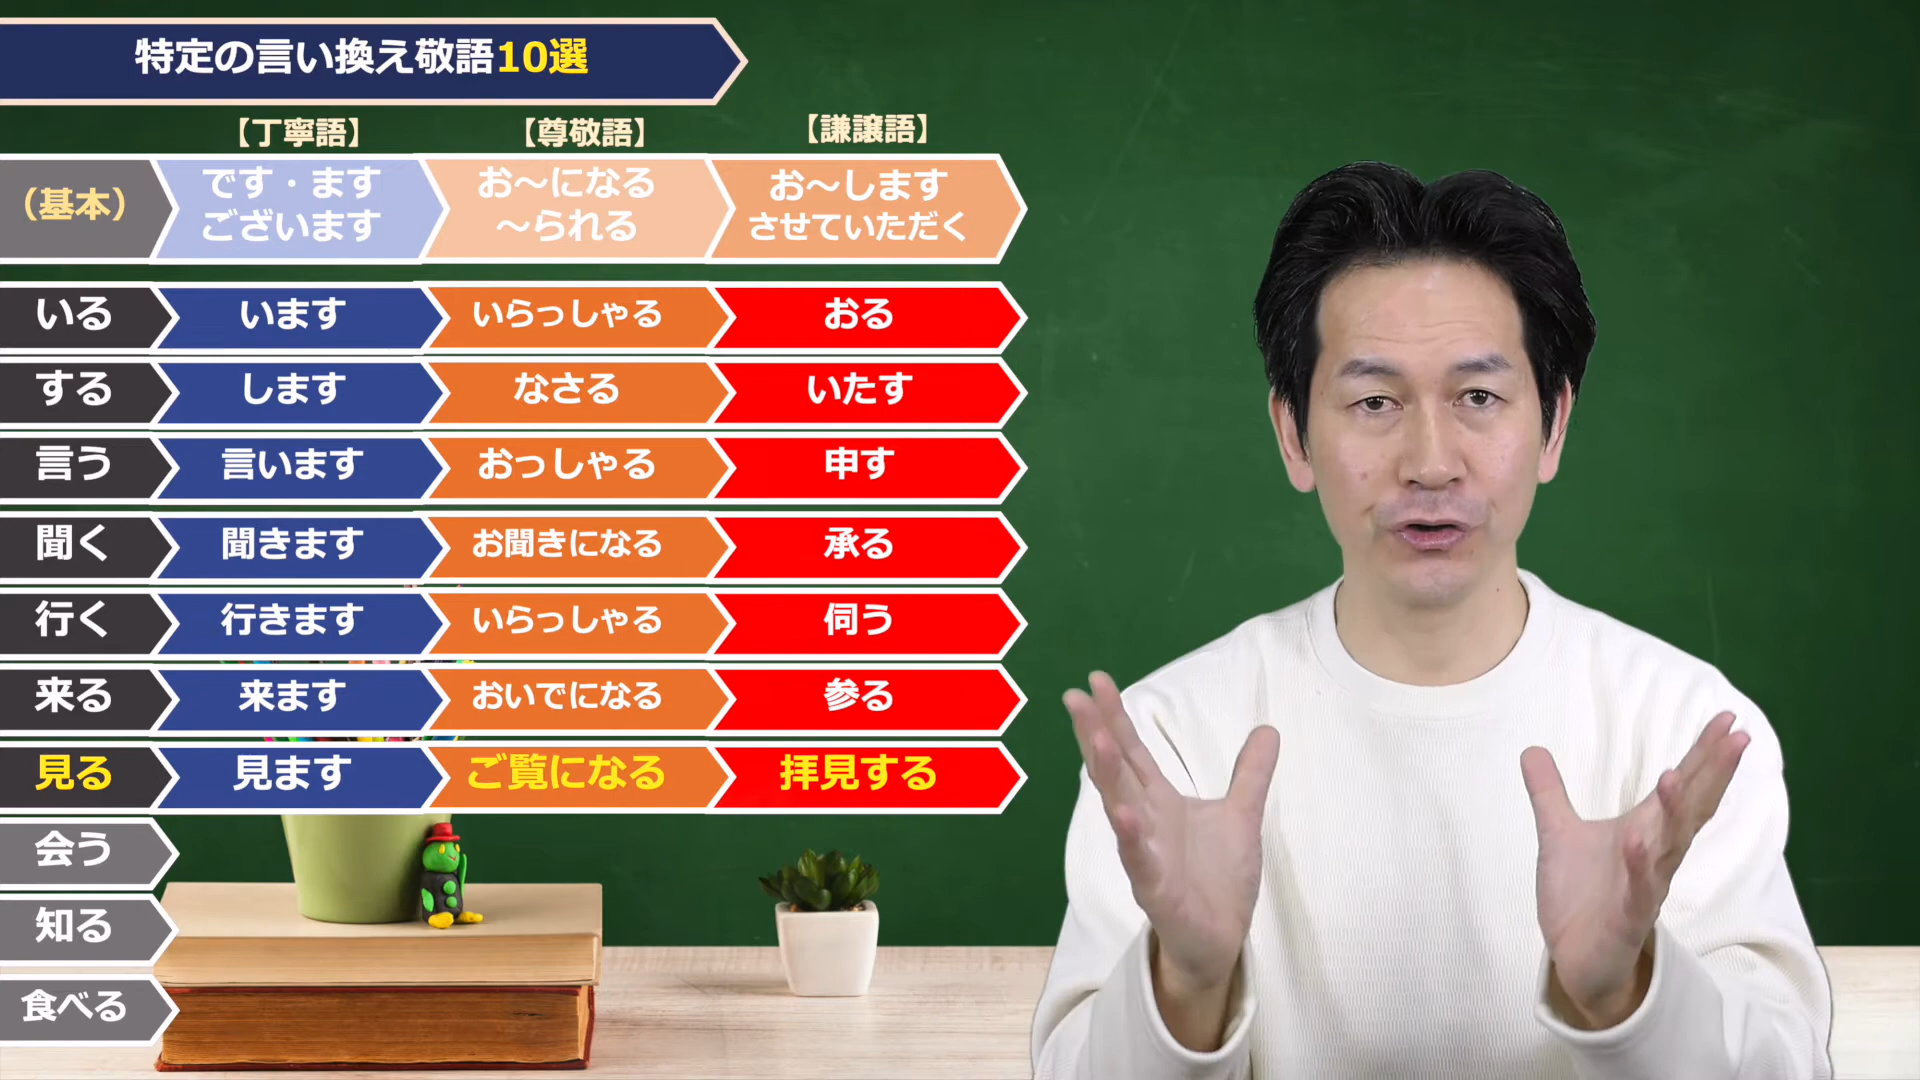 特定の言い換え敬語10選
【丁寧語】 【尊敬語】 【謙譲語】
（基本） です・ます お～になる お～します
ございます ～られる させていただく
いる います いらっしゃる おる
する します なさる いたす
言う 言います おっしゃる 申す
聞く 聞きます お聞きになる 承る
行く 行きます いらっしゃる 伺う
来る 来ます おいでになる 参る
見る 見ます ご覧になる 拝見する
会う
知る
食べる